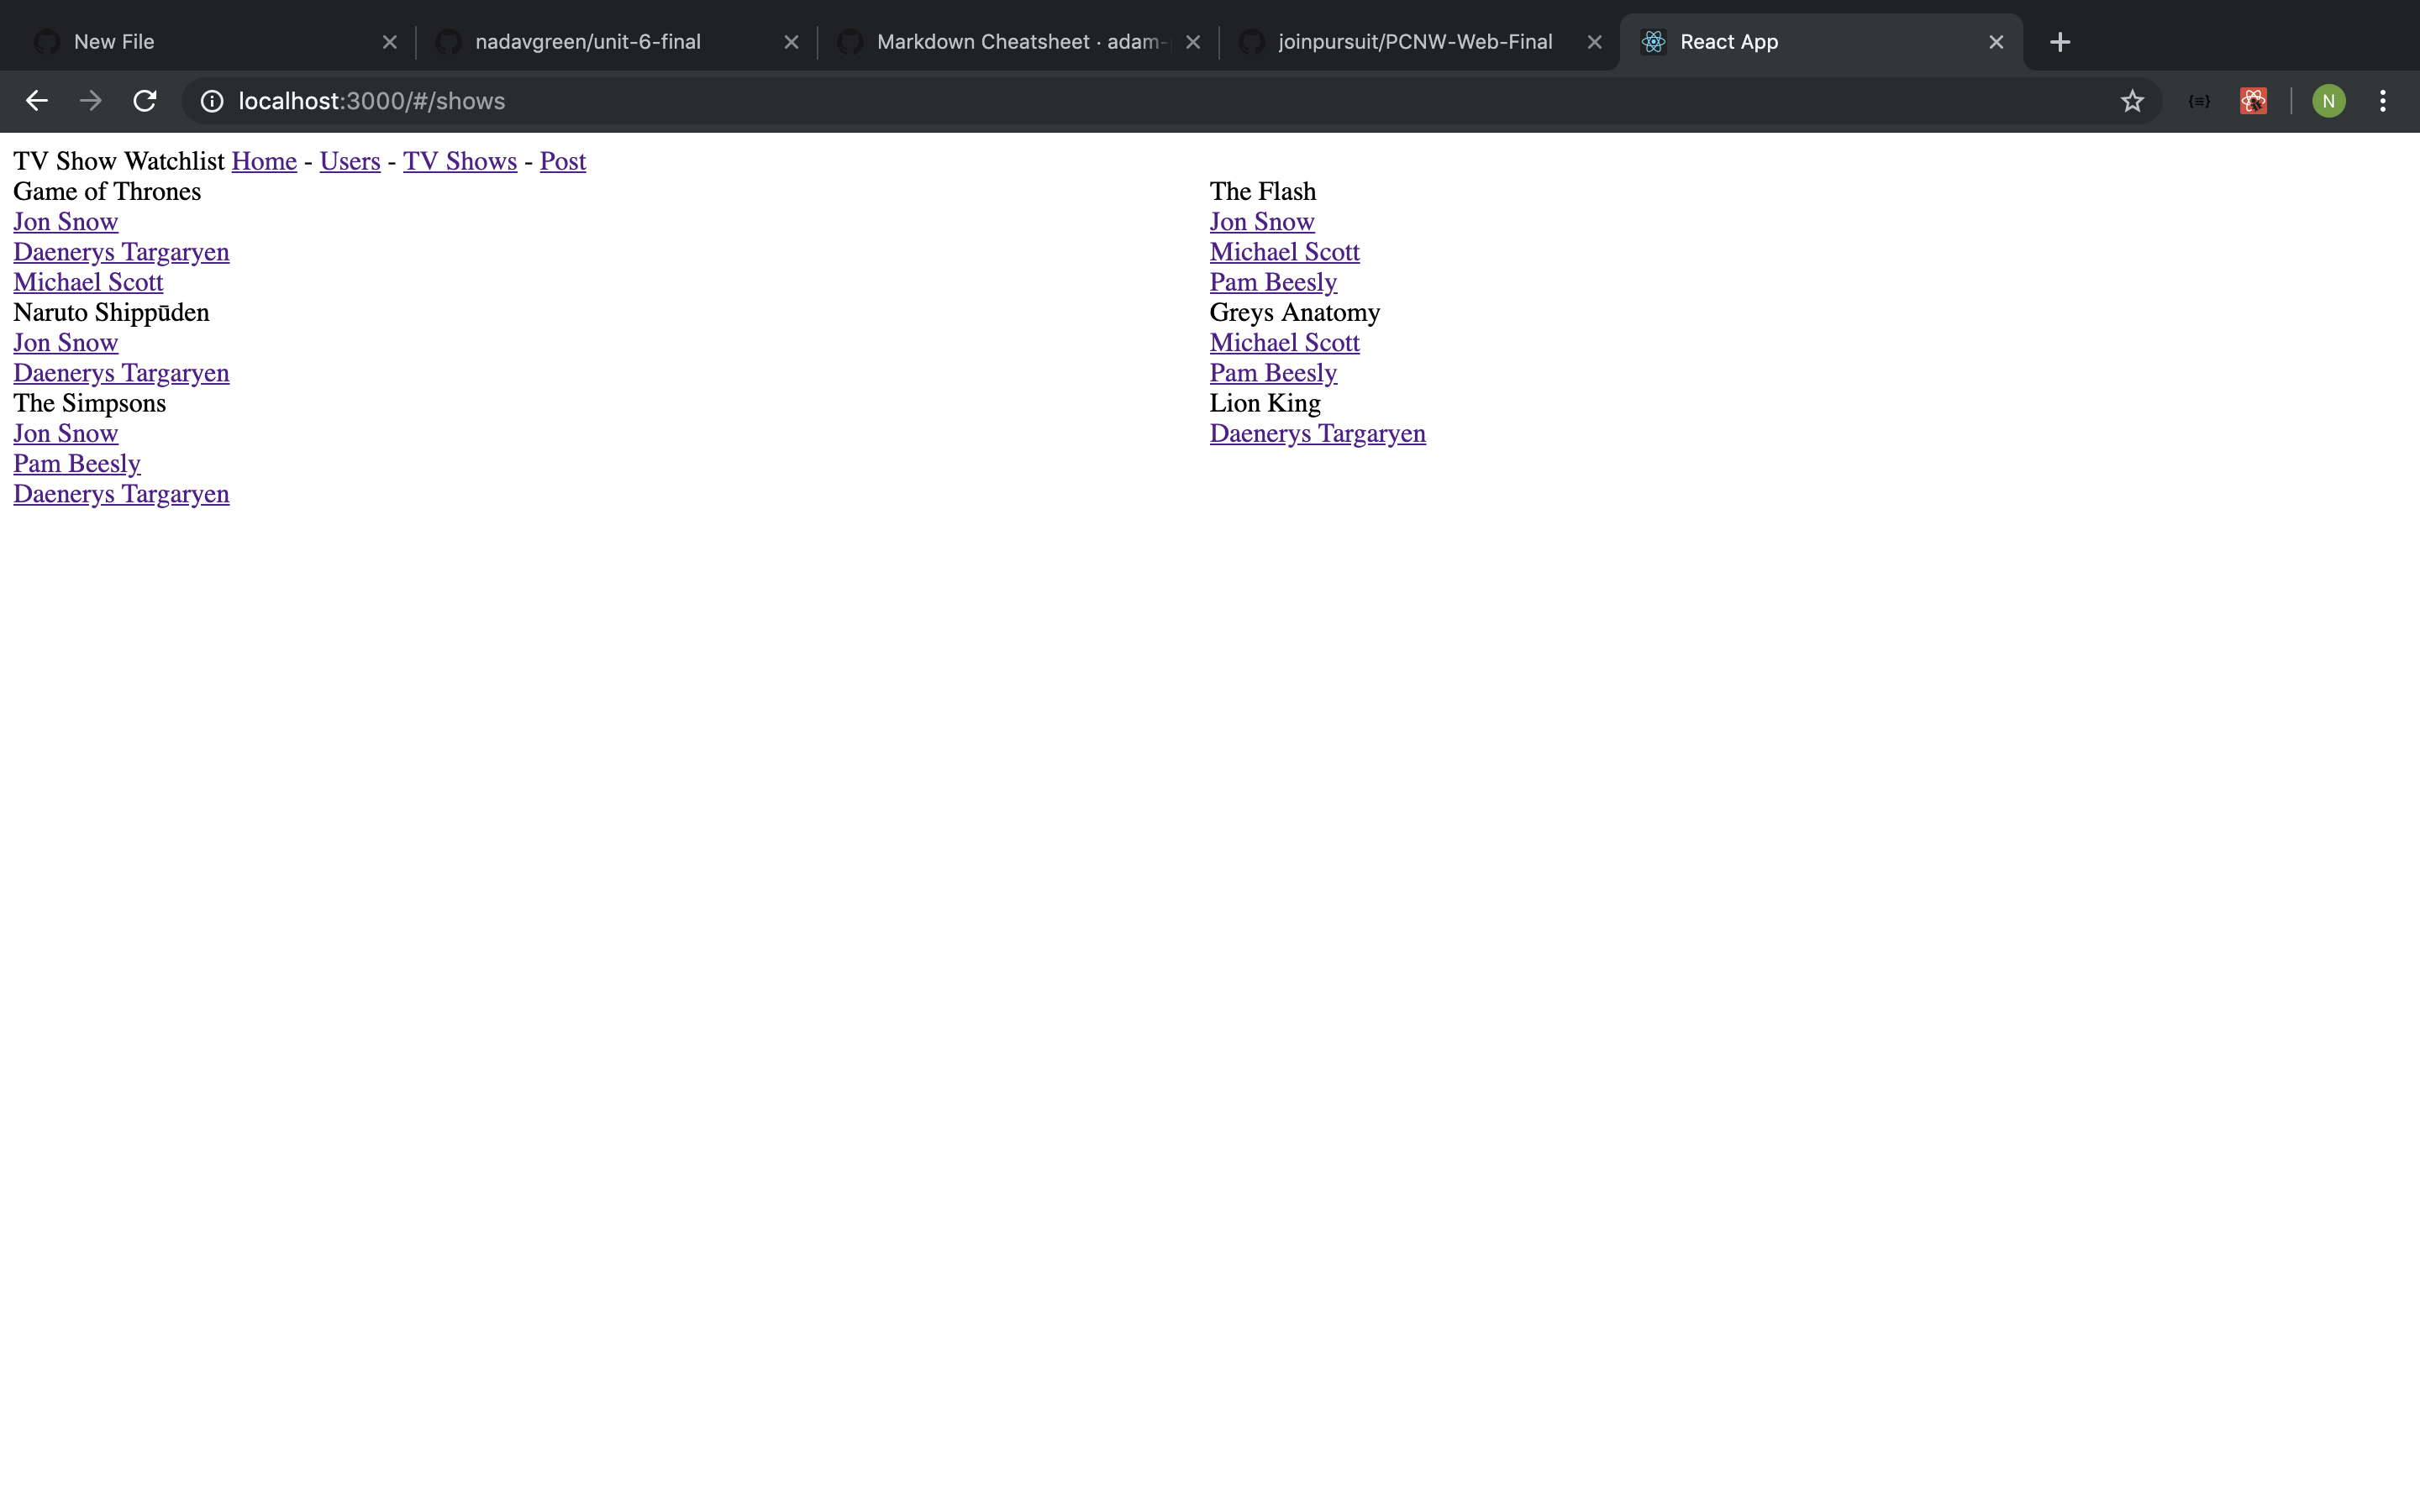 New File
nadavgreen/unit-6-final
Markdown Cheatsheet · adam-
joinpursuit/PCNW-Web-Final
React App
localhost:3000/#/shows
N
TV Show Watchlist Home - Users - TV Shows - Post
Game of Thrones
Jon Snow
Daenerys Targaryen
Michael Scott
Naruto Shippūden
Jon Snow
Daenerys Targaryen
The Simpsons
Jon Snow
Pam Beesly
Daenerys Targaryen
The Flash
Jon Snow
Michael Scott
Pam Beesly
Greys Anatomy
Michael Scott
Pam Beesly
Lion King
Daenerys Targaryen